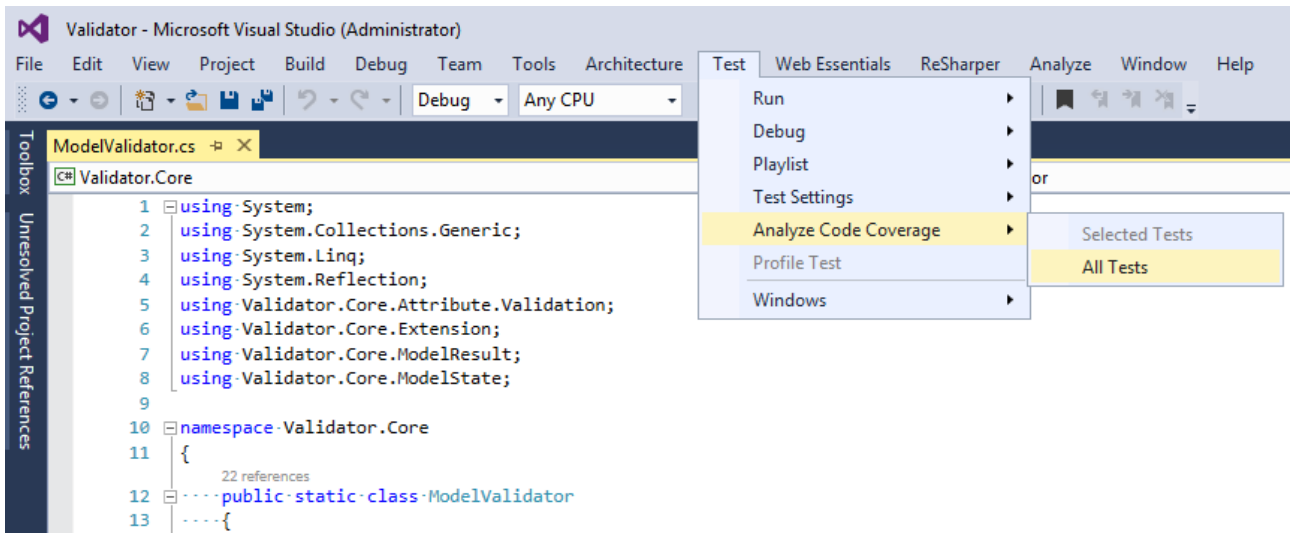 Validator - Microsoft Visual Studio (Administrator)
File Edit View Project Build Debug Team Tools Architecture Test Web Essentials ReSharper Analyze Window Help
Debug Any CPU
Run
Debug
Playlist
Test Settings
Analyze Code Coverage
Profile Test
Windows
Selected Tests
All Tests
Toolbox
Unresolved Project References
ModelValidator.cs
C# Validator.Core
or
1 using System;
2 using System.Collections.Generic;
3 using System.Linq;
4 using System.Reflection;
5 using Validator.Core.Attribute.Validation;
6 using Validator.Core.Extension;
7 using Validator.Core.ModelResult;
8 using Validator.Core.ModelState;
9
10 namespace Validator.Core
11 {
22 references
12 public static class ModelValidator
13 {